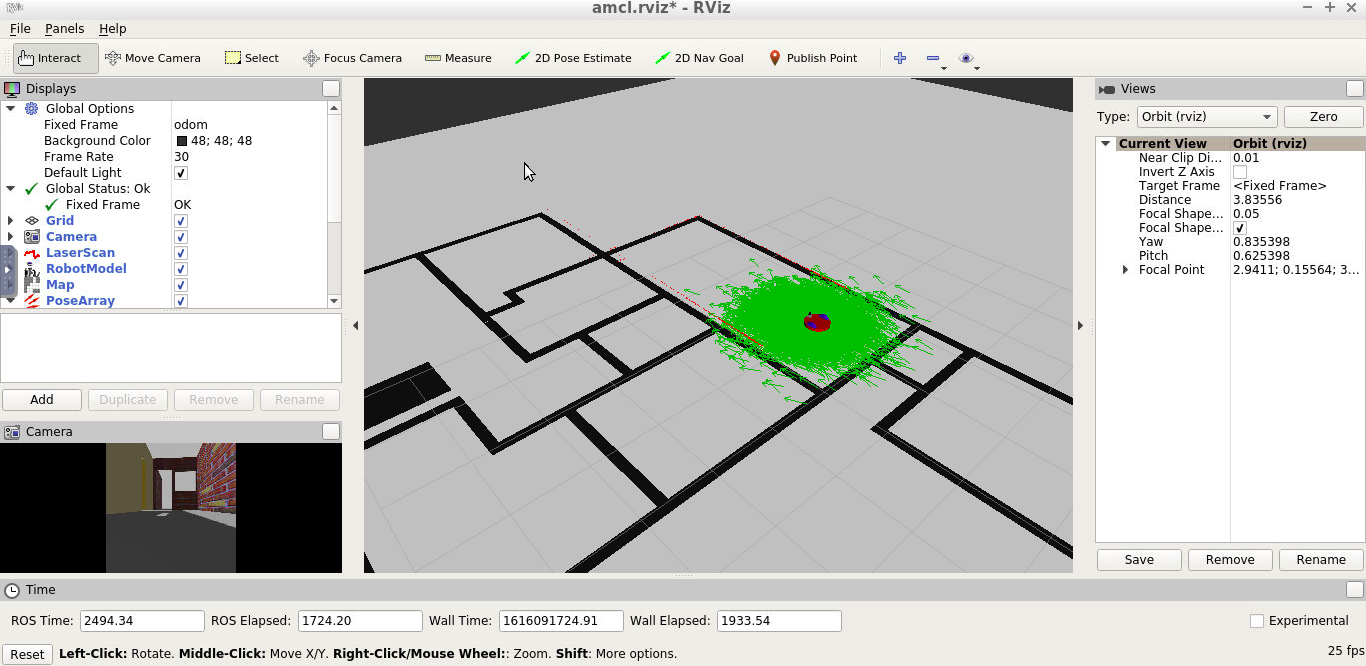 amcl.rviz* - RViz
File Panels Help
Interact Move Camera Select Focus Camera Measure 2D Pose Estimate 2D Nav Goal Publish Point
Displays
Global Options
Fixed Frame odom
Background Color 48; 48; 48
Frame Rate 30
Default Light
Global Status: Ok
Fixed Frame OK
Grid
Camera
LaserScan
RobotModel
Map
PoseArray
Add Duplicate Remove Rename
Camera
Views
Type: Orbit (rviz) Zero
Current View Orbit (rviz)
Near Clip Di... 0.01
Invert Z Axis
Target Frame <Fixed Frame>
Distance 3.83556
Focal Shape... 0.05
Focal Shape...
Yaw 0.835398
Pitch 0.625398
Focal Point 2.9411; 0.15564; 3...
Save Remove Rename
Time
ROS Time: 2494.34 ROS Elapsed: 1724.20 Wall Time: 1616091724.91 Wall Elapsed: 1933.54 Experimental
Reset Left-Click: Rotate. Middle-Click: Move X/Y. Right-Click/Mouse Wheel:: Zoom. Shift: More options. 25 fps